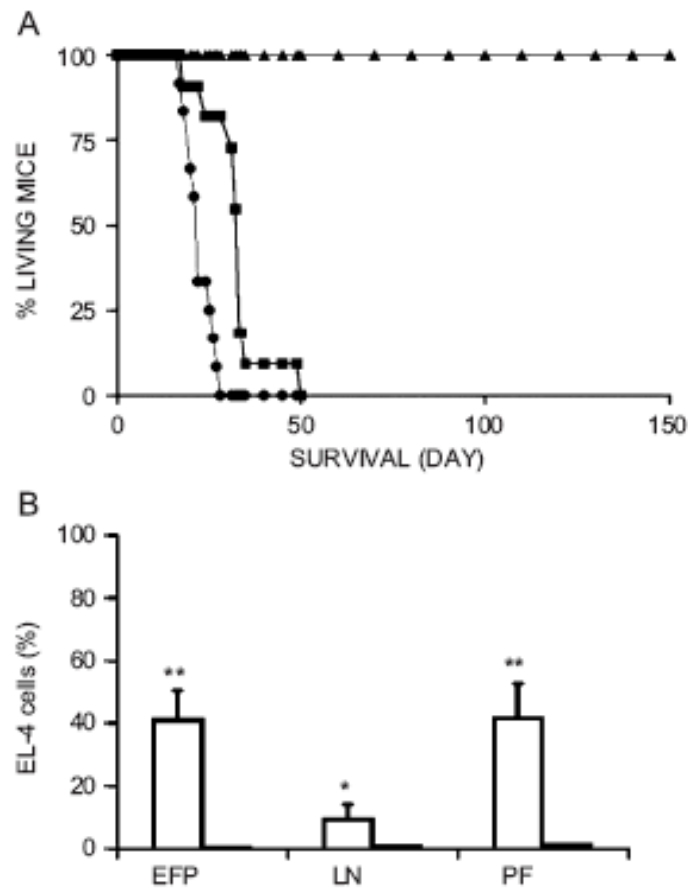 A
100
75
50
25
0
% LIVING MICE
0 50 100 150
SURVIVAL (DAY)
B
100
80
60
40
20
0
EL-4 cells (%)
** * **
EFP LN PF